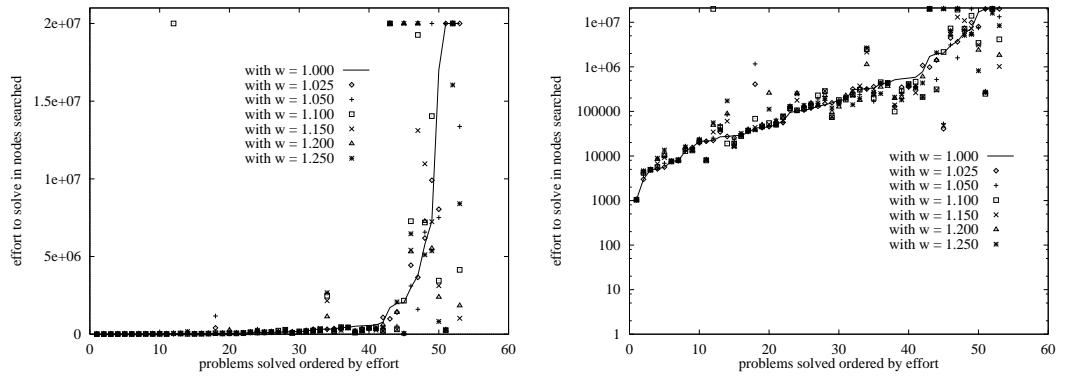 2e+07
1.5e+07
1e+07
5e+06
0
effort to solve in nodes searched
with w = 1.000
with w = 1.025
with w = 1.050
with w = 1.100
with w = 1.150
with w = 1.200
with w = 1.250
0 10 20 30 40 50 60
problems solved ordered by effort
1e+07
1e+06
100000
10000
1000
100
10
1
effort to solve in nodes searched
with w = 1.000
with w = 1.025
with w = 1.050
with w = 1.100
with w = 1.150
with w = 1.200
with w = 1.250
0 10 20 30 40 50 60
problems solved ordered by effort